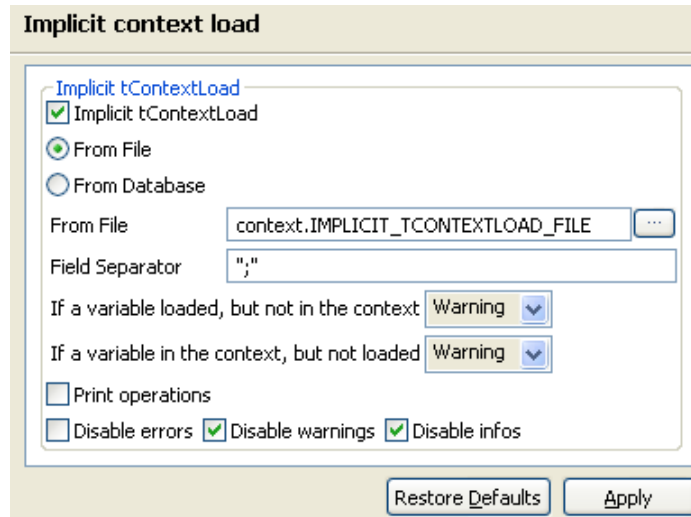 Implicit context load
Implicit tContextLoad
Implicit tContextLoad
From File
From Database
From File context.IMPLICIT_TCONTEXTLOAD_FILE ...
Field Separator ";"
If a variable loaded, but not in the context Warning
If a variable in the context, but not loaded Warning
Print operations
Disable errors Disable warnings Disable infos
Restore Defaults Apply